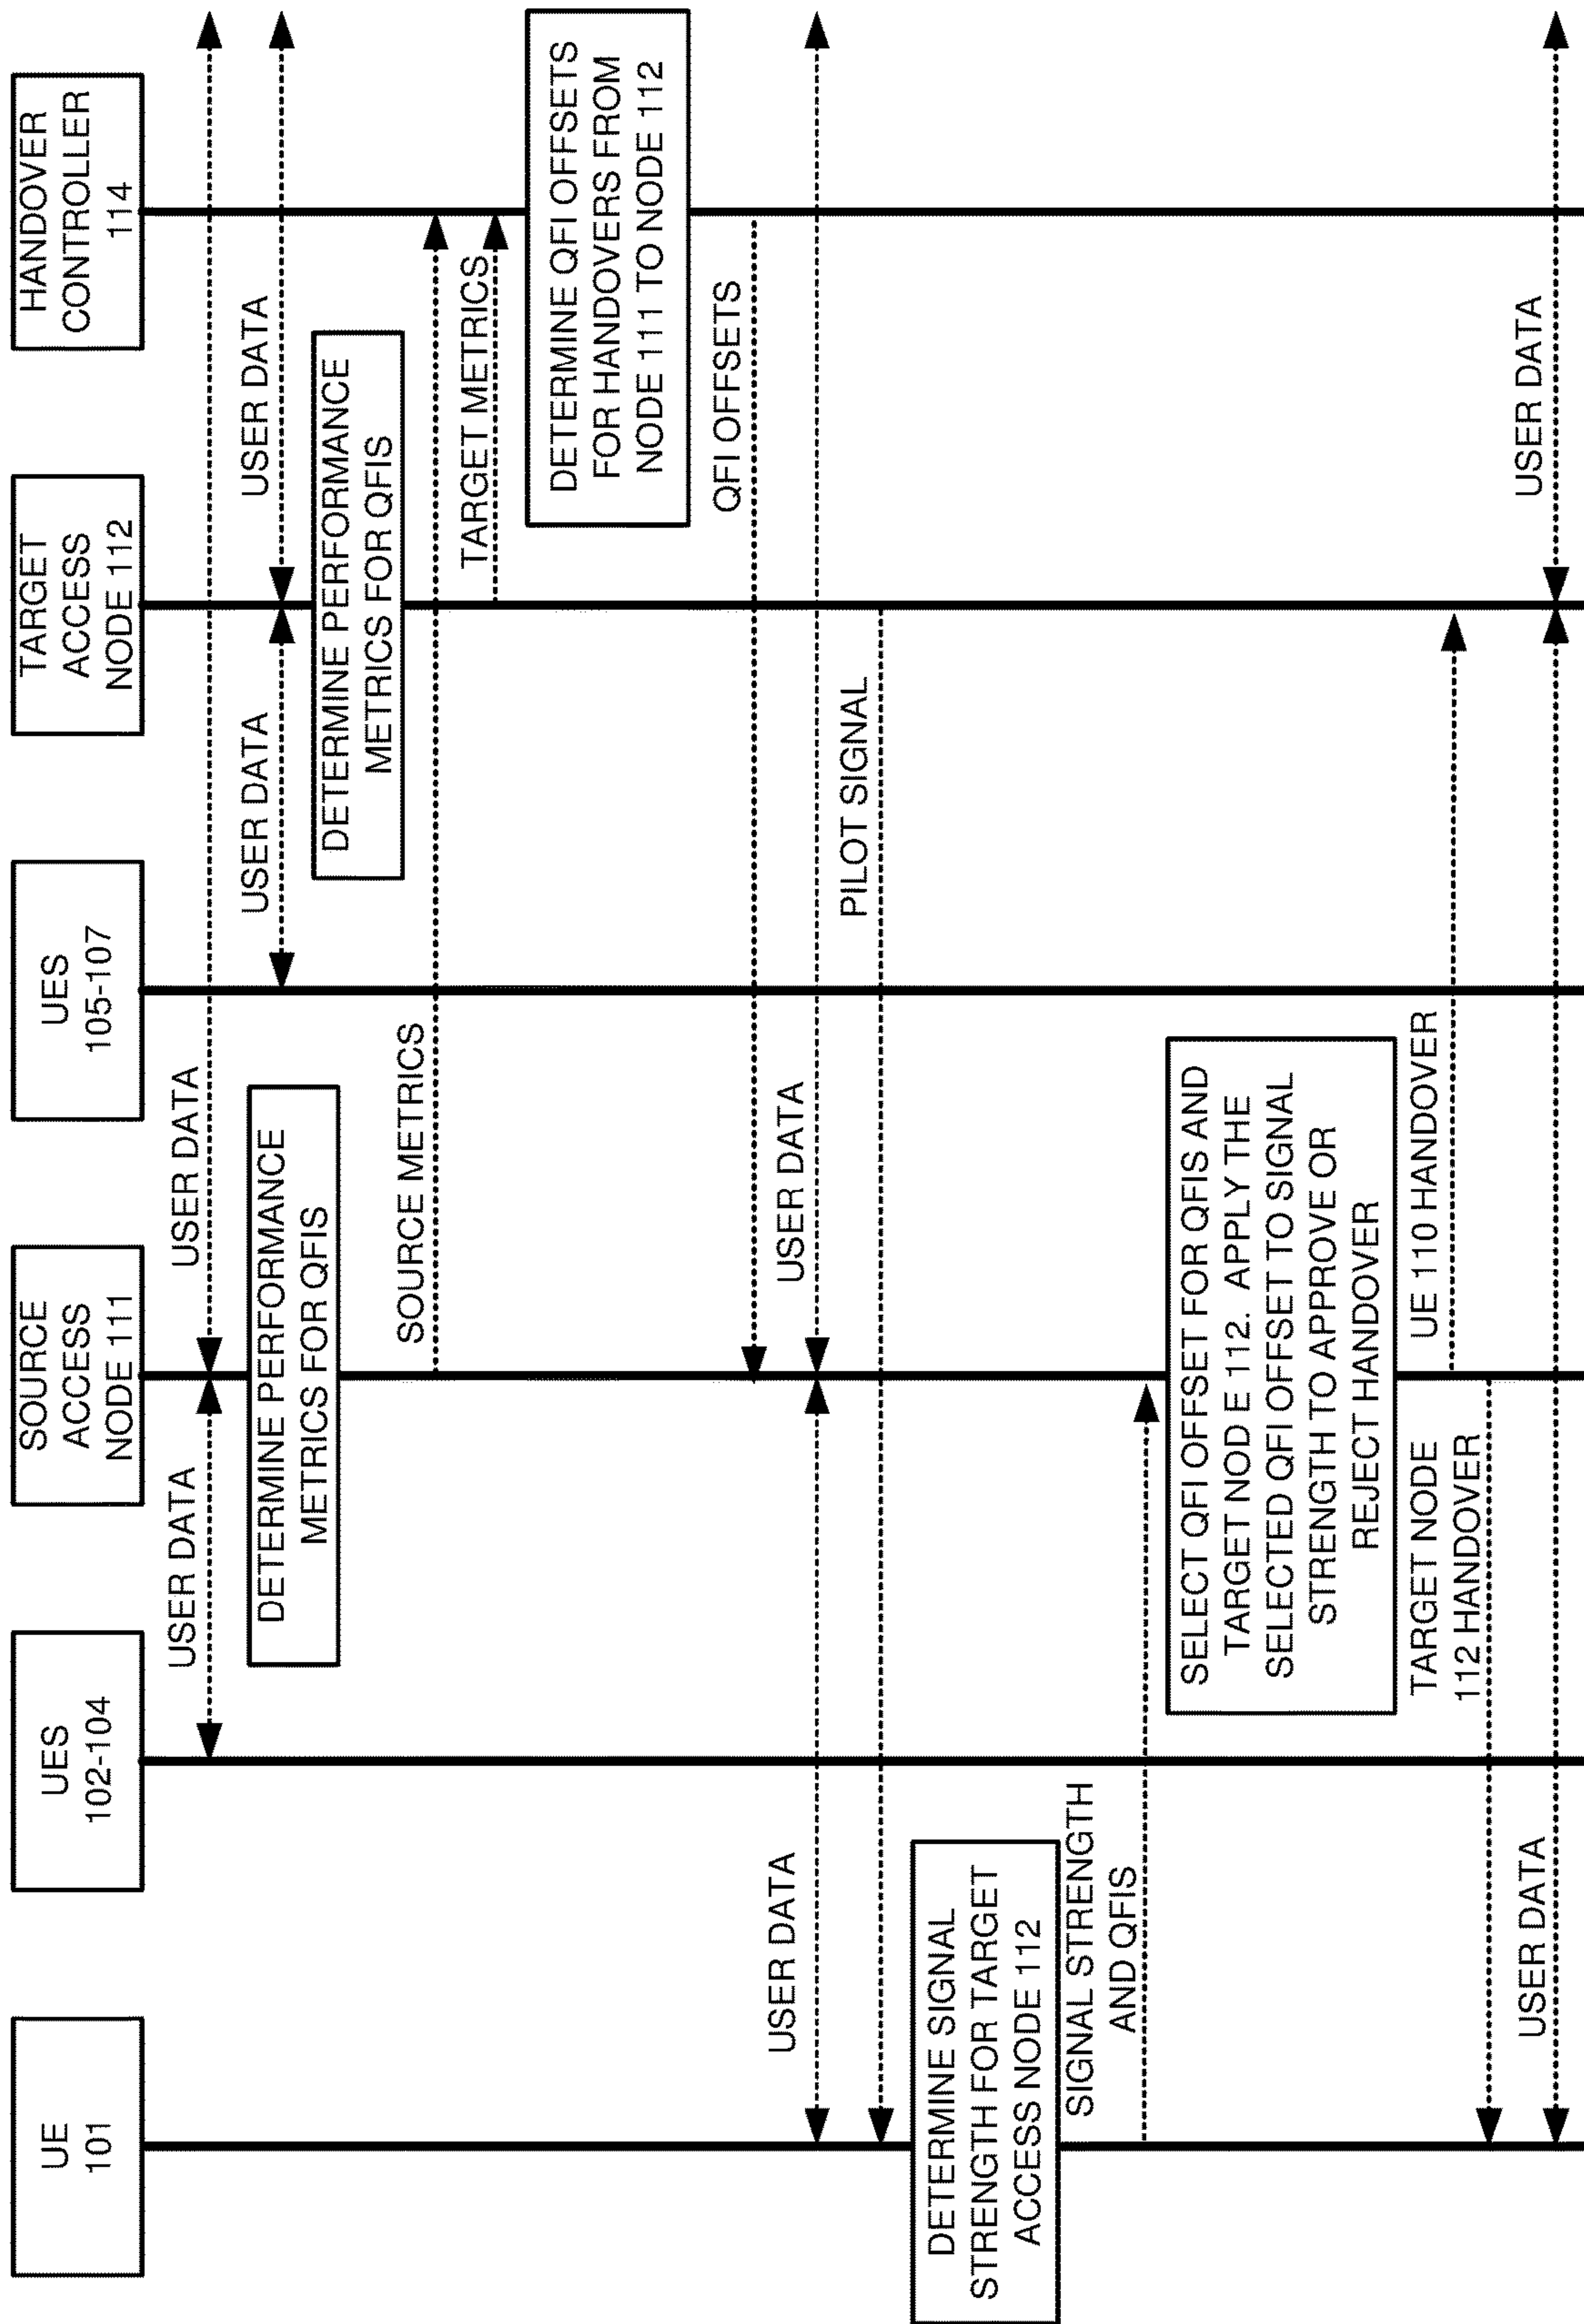 UE
101
UES
102-104
SOURCE
ACCESS
NODE 111
UES
105-107
TARGET
ACCESS
NODE 112
HANDOVER
CONTROLLER
114
USER DATA
USER DATA
USER DATA
USER DATA
DETERMINE PERFORMANCE
METRICS FOR QFIS
DETERMINE PERFORMANCE
METRICS FOR QFIS
SOURCE METRICS
TARGET METRICS
DETERMINE QFI OFFSETS
FOR HANDOVERS FROM
NODE 111 TO NODE 112
QFI OFFSETS
USER DATA
USER DATA
PILOT SIGNAL
DETERMINE SIGNAL
STRENGTH FOR TARGET
ACCESS NODE 112
SIGNAL STRENGTH
AND QFIS
SELECT QFI OFFSET FOR QFIS AND
TARGET NOD E 112. APPLY THE
SELECTED QFI OFFSET TO SIGNAL
STRENGTH TO APPROVE OR
REJECT HANDOVER
UE 110 HANDOVER
TARGET NODE
112 HANDOVER
USER DATA
USER DATA